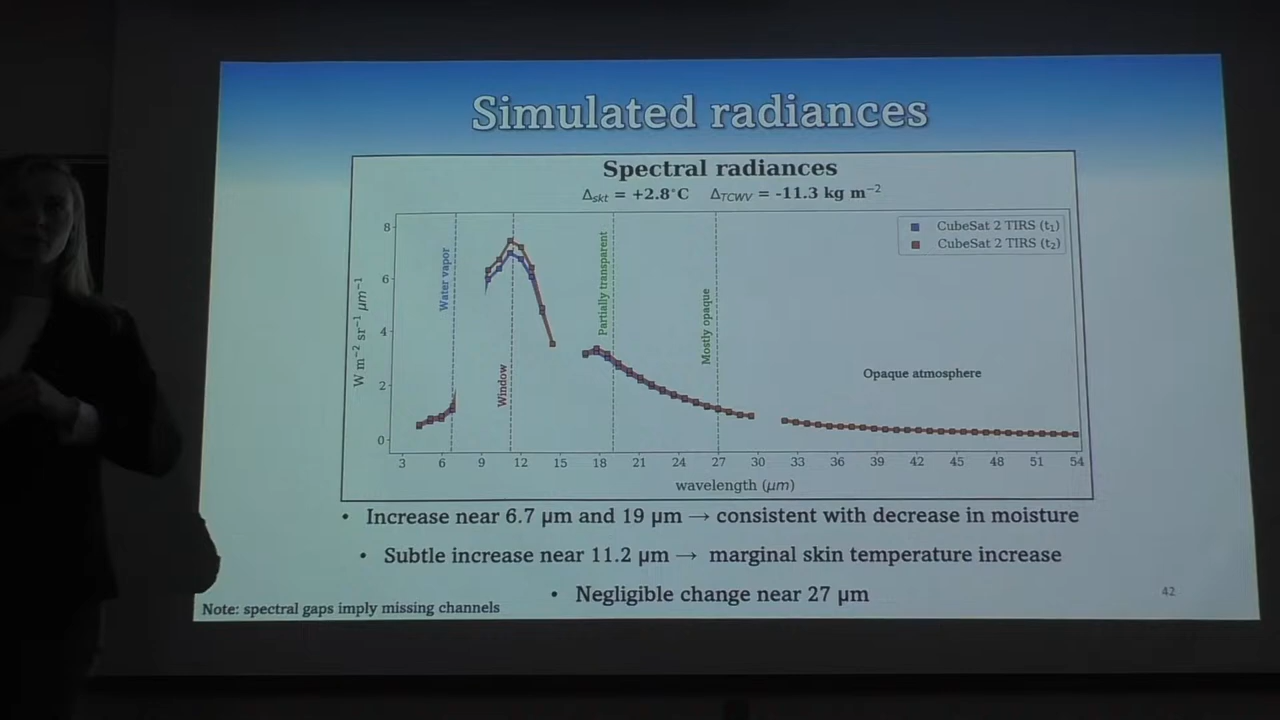 Simulated radiances
Spectral radiances
Δskt = +2.8°C ΔTCWV = -11.3 kg m⁻²
CubeSat 2 TIRS (t₁)
CubeSat 2 TIRS (t₂)
Water vapor
Window
Partially transparent
Mostly opaque
Opaque atmosphere
W m⁻² sr⁻¹ μm⁻¹
8
6
4
2
0
3 6 9 12 15 18 21 24 27 30 33 36 39 42 45 48 51 54
wavelength (μm)
• Increase near 6.7 μm and 19 μm → consistent with decrease in moisture
• Subtle increase near 11.2 μm → marginal skin temperature increase
• Negligible change near 27 μm
42
Note: spectral gaps imply missing channels